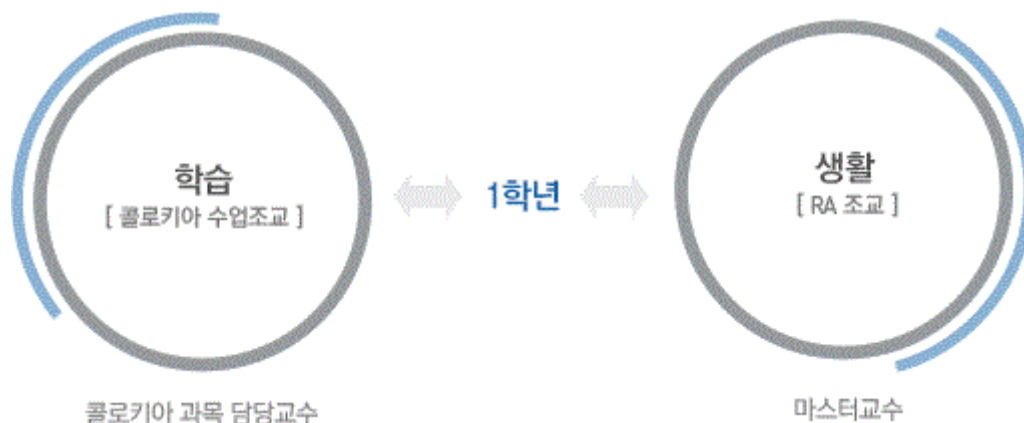 학습
[ 콜로키아 수업조교 ]
콜로키아 과목 담당교수
1학년
생활
[ RA 조교 ]
마스터교수